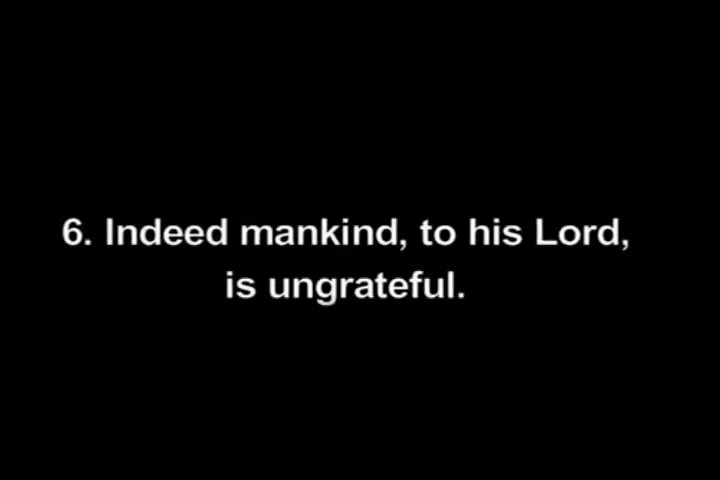 6. Indeed mankind, to his Lord,
is ungrateful.